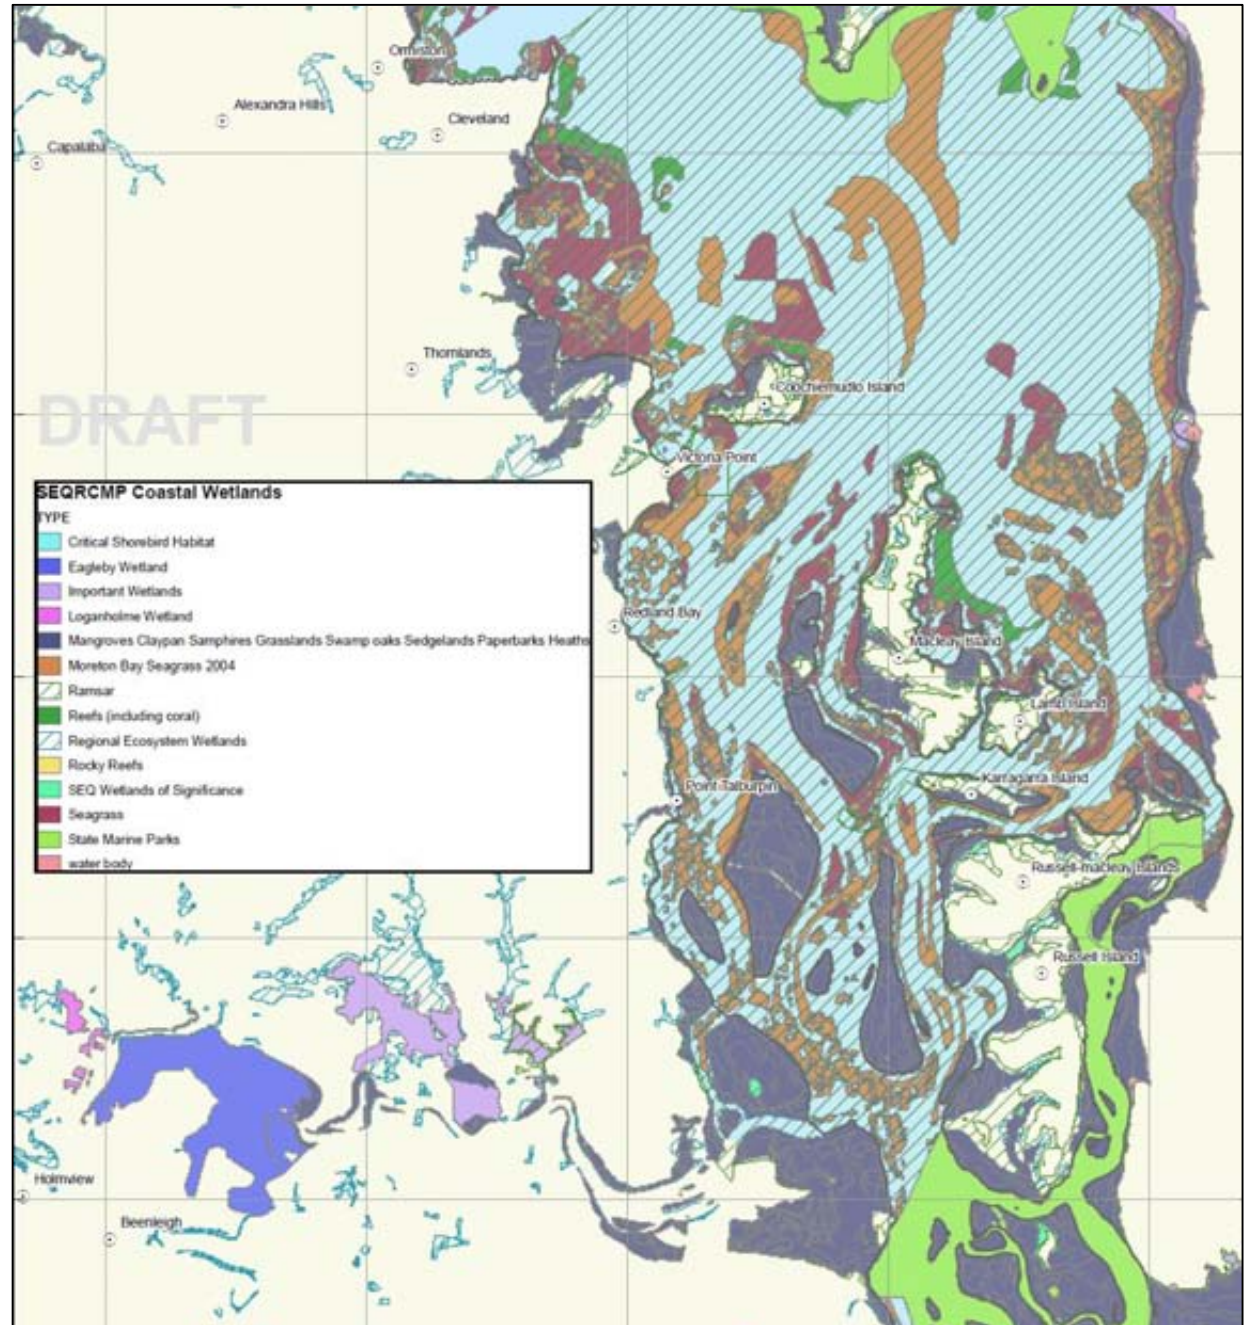 Ormiston
Alexandra Hills
Cleveland
Capalaba
Thornlands
Coochiemudlo Island
DRAFT
Victoria Point
SEQRCMP Coastal Wetlands
TYPE
Critical Shorebird Habitat
Eagleby Wetland
Important Wetlands
Loganholme Wetland
Mangroves Claypan Samphires Grasslands Swamp oaks Sedgelands Paperbarks Heaths
Moreton Bay Seagrass 2004
Ramsar
Reefs (including coral)
Regional Ecosystem Wetlands
Rocky Reefs
SEQ Wetlands of Significance
Seagrass
State Marine Parks
water body
Redland Bay
Macleay Island
Lamb Island
Karragarra Island
Point Talburpin
Russell-macleay Islands
Russell Island
Holmview
Beenleigh